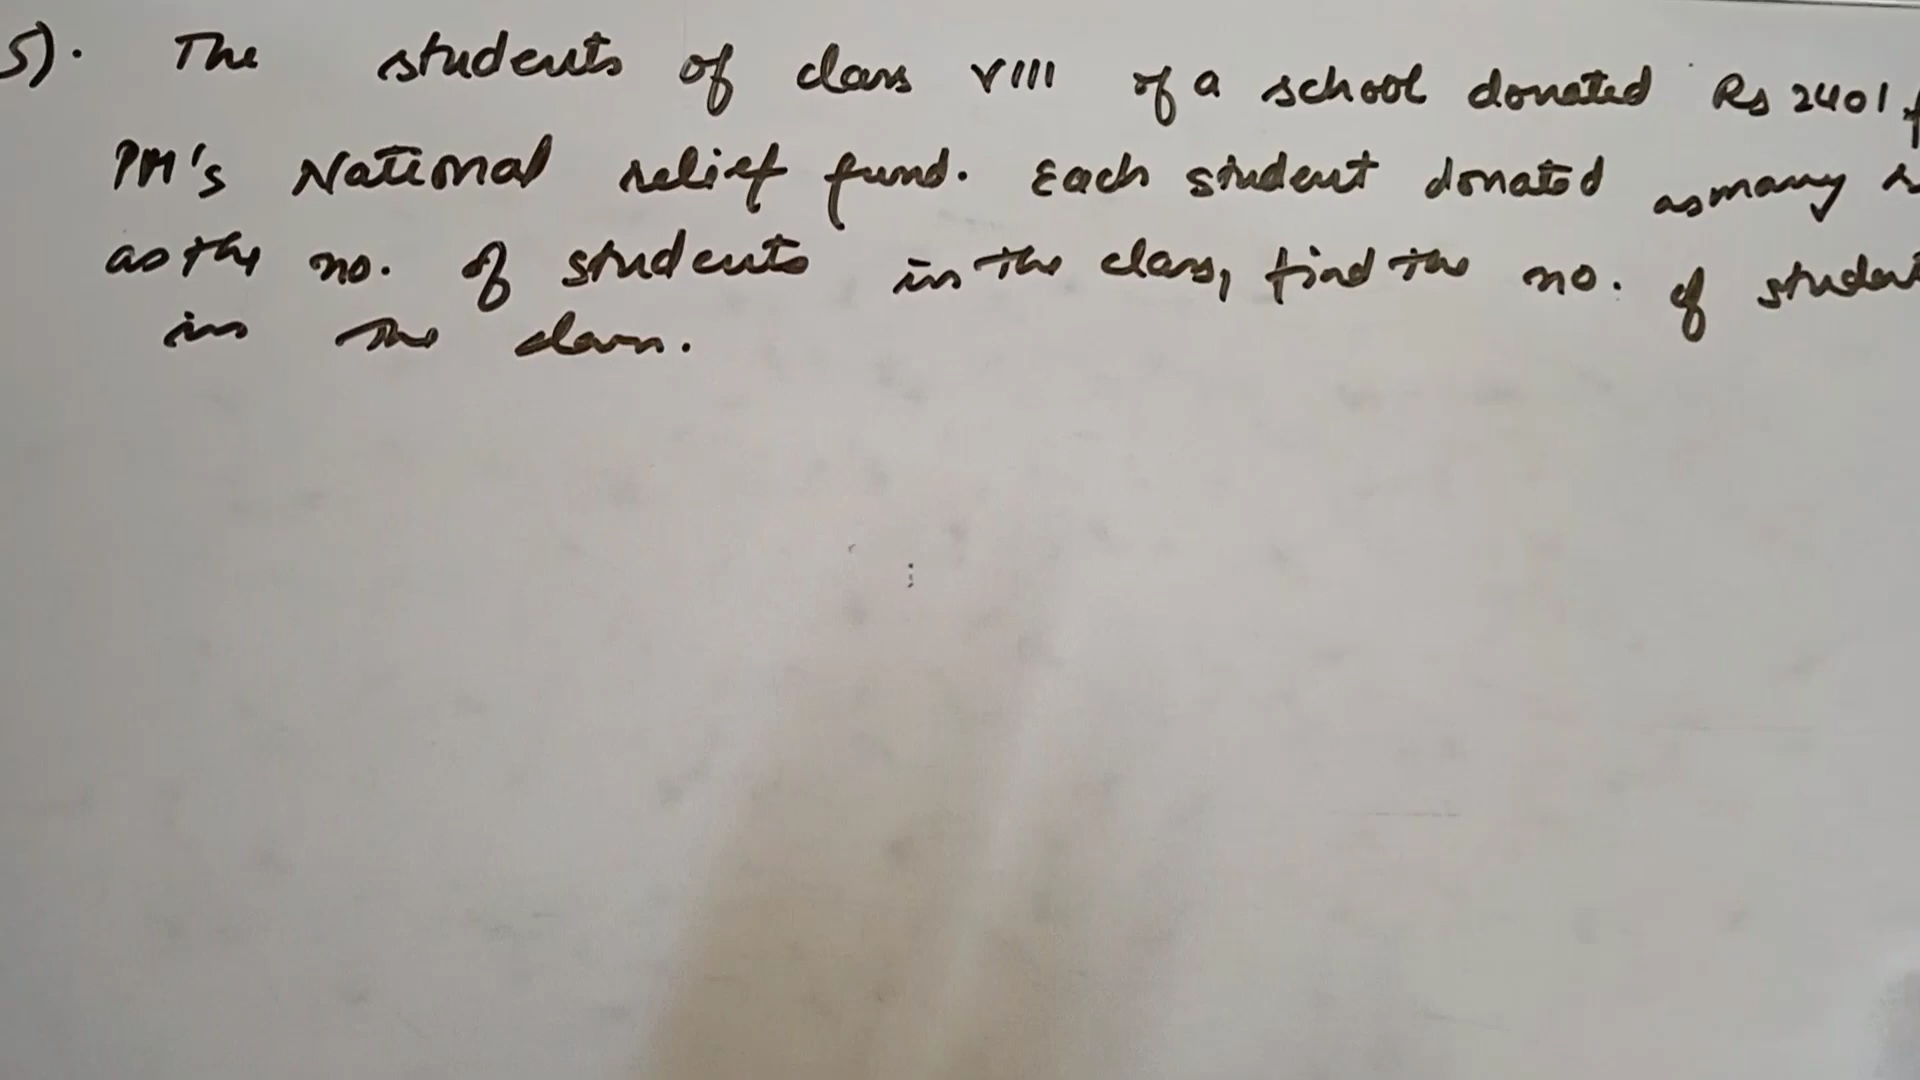 5). The students of class VIII of a school donated Rs 2401
PM's National relief fund. Each student donated as many
as the no. of students in the class, find the no. of student
in the class.